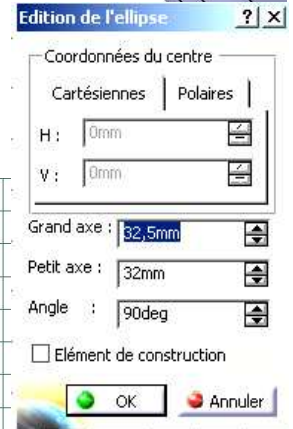 Edition de l'ellipse ? ×
Coordonnées du centre
Cartésiennes Polaires
H : 0mm
V : 0mm
Grand axe : 32,5mm
Petit axe : 32mm
Angle : 90deg
Elément de construction
OK Annuler